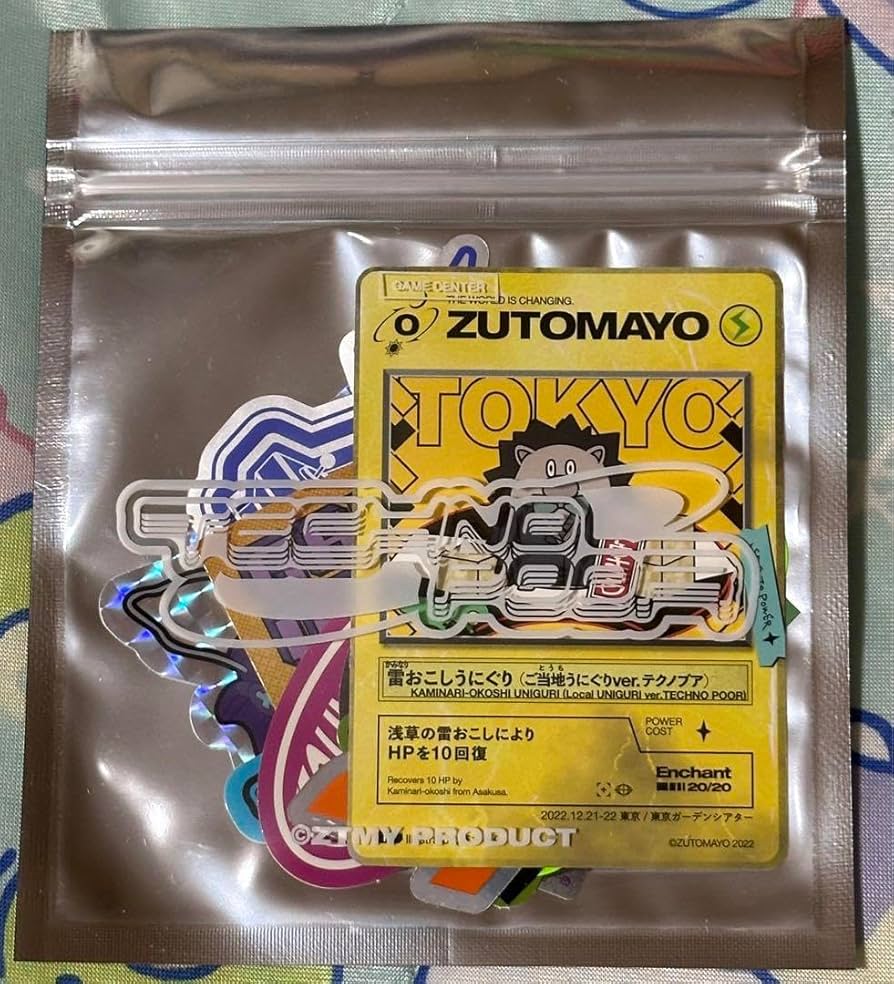 GAME CENTER
THE WORLD IS CHANGING.
0 ZUTOMAYO
TOKYO
TECHNO
POOR
かみなり とうち
雷おこしうにぐり（ご当地うにぐりver.テクノプア）
KAMINARI-OKOSHI UNIGURI (Local UNIGURI ver.TECHNO POOR)
浅草の雷おこしにより
HPを10回復
POWER
COST
Recovers 10 HP by
Kaminari-okoshi from Asakusa.
Enchant
20/20
2022.12.21-22 東京 / 東京ガーデンシアター
©ZTMY PRODUCT
©ZUTOMAYO 2022